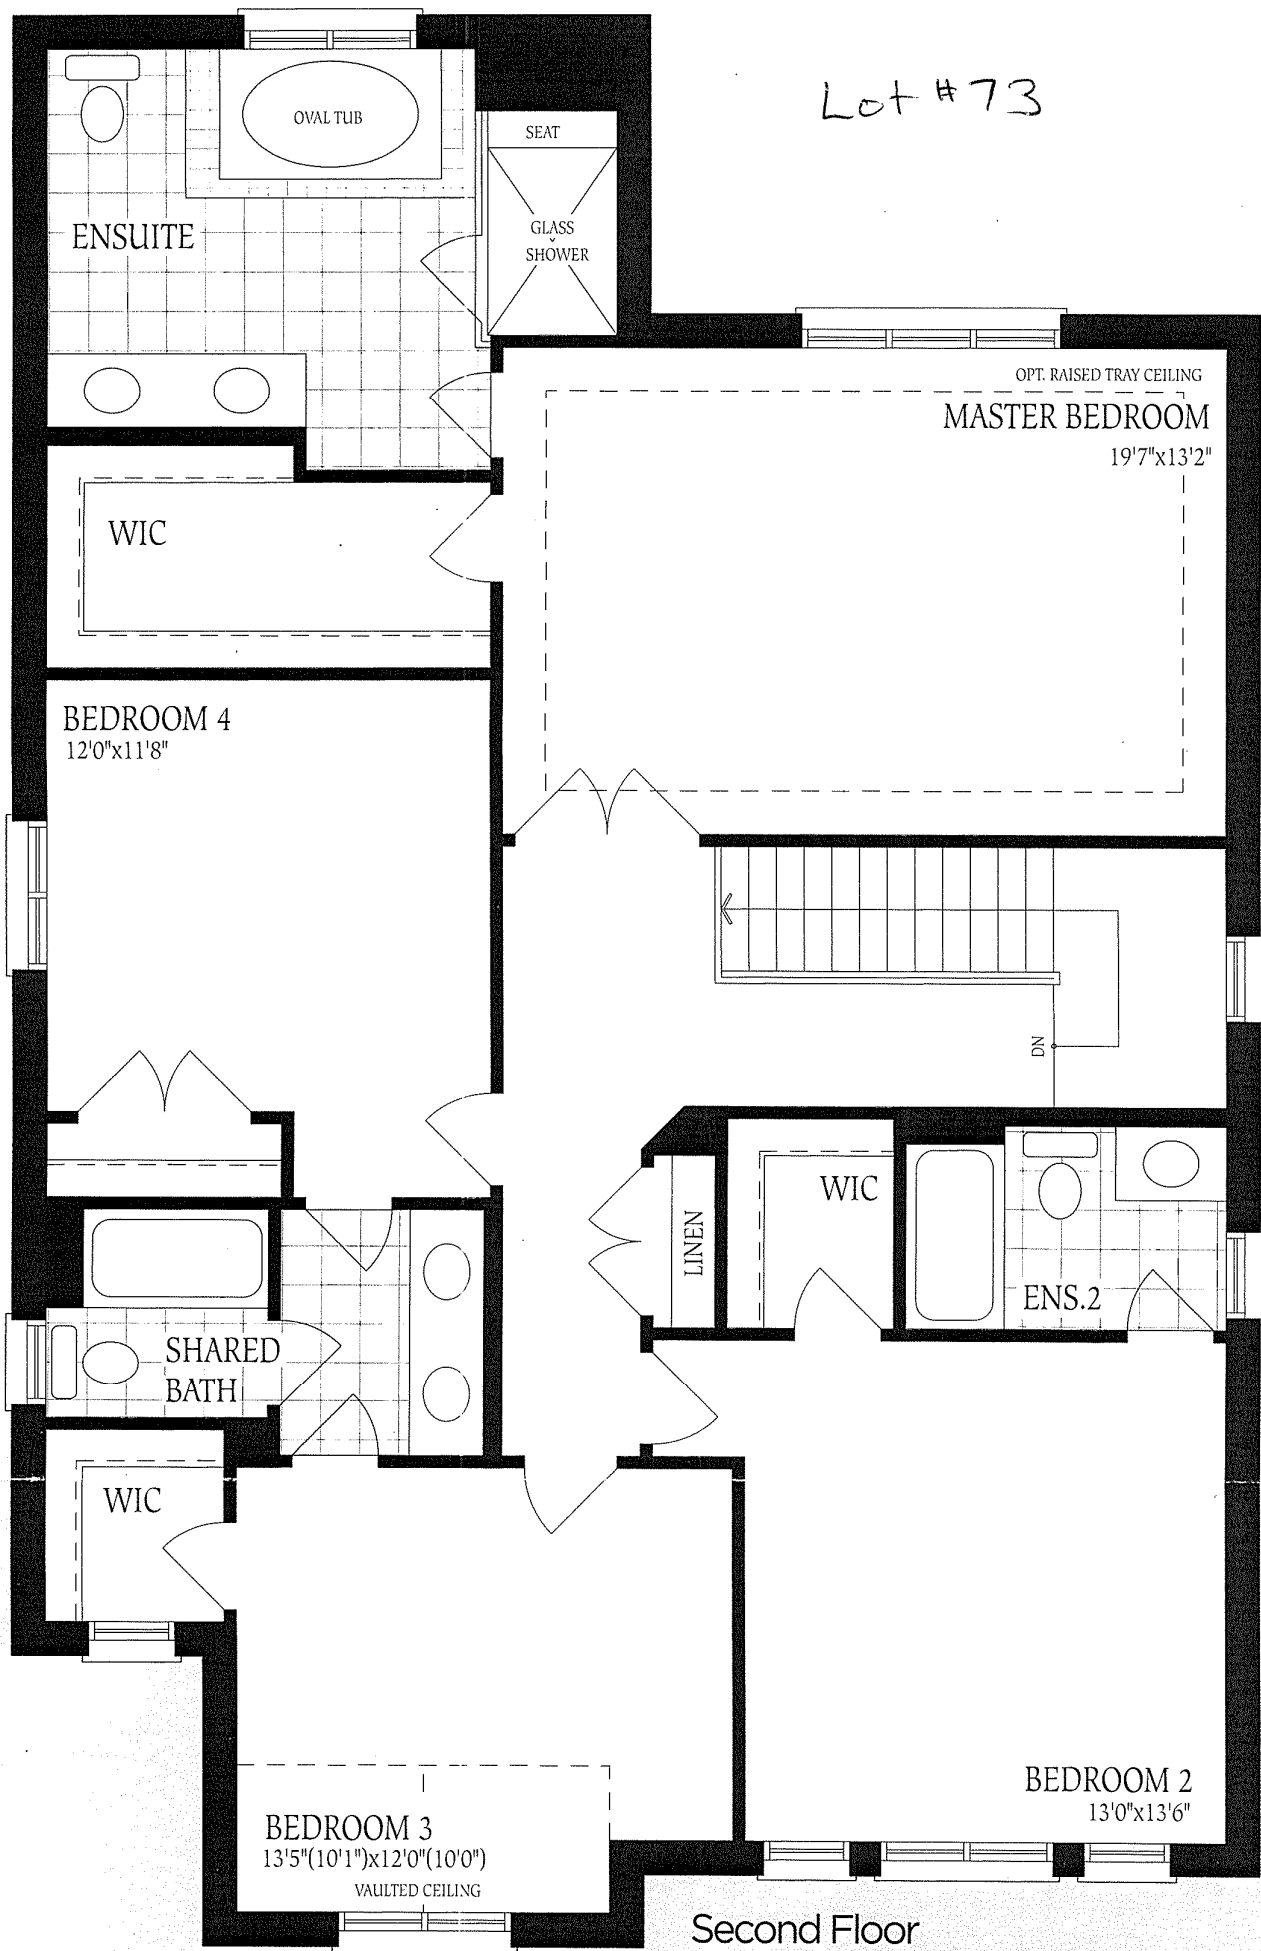 Lot #73
OVAL TUB
SEAT
GLASS
SHOWER
ENSUITE
OPT. RAISED TRAY CEILING
MASTER BEDROOM
19'7"x13'2"
WIC
BEDROOM 4
12'0"x11'8"
DN
WIC
LINEN
ENS.2
SHARED
BATH
WIC
BEDROOM 2
13'0"x13'6"
BEDROOM 3
13'5"(10'1")x12'0"(10'0")
VAULTED CEILING
Second Floor